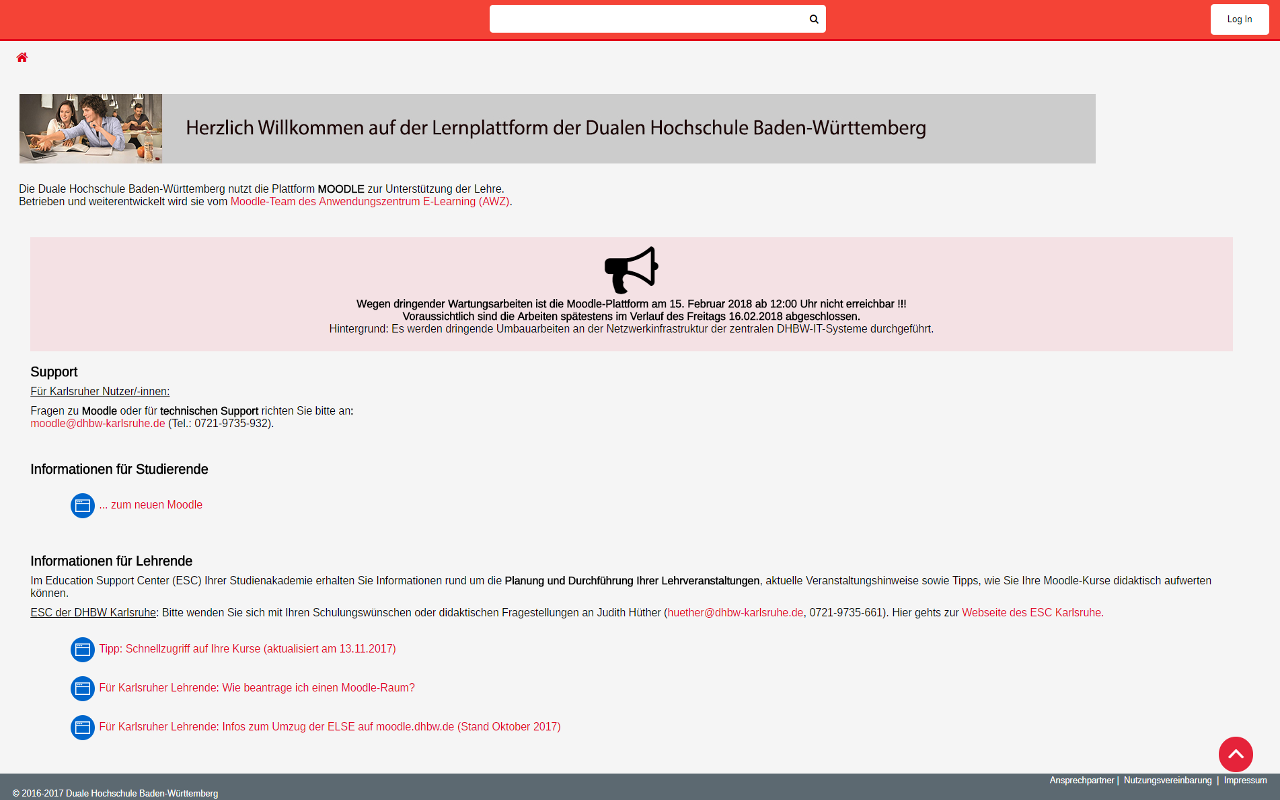 Log In
Herzlich Willkommen auf der Lernplattform der Dualen Hochschule Baden-Württemberg
Die Duale Hochschule Baden-Württemberg nutzt die Plattform MOODLE zur Unterstützung der Lehre.
Betrieben und weiterentwickelt wird sie vom Moodle-Team des Anwendungszentrum E-Learning (AWZ).
Wegen dringender Wartungsarbeiten ist die Moodle-Plattform am 15. Februar 2018 ab 12:00 Uhr nicht erreichbar !!!
Voraussichtlich sind die Arbeiten spätestens im Verlauf des Freitags 16.02.2018 abgeschlossen.
Hintergrund: Es werden dringende Umbauarbeiten an der Netzwerkinfrastruktur der zentralen DHBW-IT-Systeme durchgeführt.
Support
Für Karlsruher Nutzer/-innen:
Fragen zu Moodle oder für technischen Support richten Sie bitte an:
moodle@dhbw-karlsruhe.de (Tel.: 0721-9735-932).
Informationen für Studierende
... zum neuen Moodle
Informationen für Lehrende
Im Education Support Center (ESC) Ihrer Studienakademie erhalten Sie Informationen rund um die Planung und Durchführung Ihrer Lehrveranstaltungen, aktuelle Veranstaltungshinweise sowie Tipps, wie Sie Ihre Moodle-Kurse didaktisch aufwerten
können.
ESC der DHBW Karlsruhe: Bitte wenden Sie sich mit Ihren Schulungswünschen oder didaktischen Fragestellungen an Judith Hüther (huether@dhbw-karlsruhe.de, 0721-9735-661). Hier gehts zur Webseite des ESC Karlsruhe.
Tipp: Schnellzugriff auf Ihre Kurse (aktualisiert am 13.11.2017)
Für Karlsruher Lehrende: Wie beantrage ich einen Moodle-Raum?
Für Karlsruher Lehrende: Infos zum Umzug der ELSE auf moodle.dhbw.de (Stand Oktober 2017)
Ansprechpartner | Nutzungsvereinbarung | Impressum
© 2016-2017 Duale Hochschule Baden-Württemberg